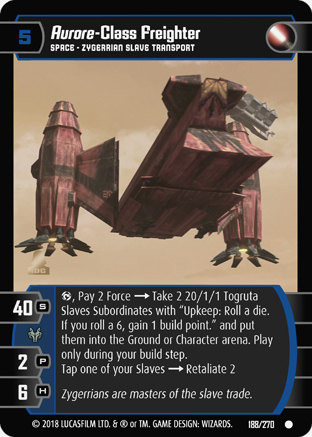 5
Aurore-Class Freighter
SPACE - ZYGERRIAN SLAVE TRANSPORT
40 S
2 P
6 H
, Pay 2 Force → Take 2 20/1/1 Togruta
Slaves Subordinates with “Upkeep: Roll a die.
If you roll a 6, gain 1 build point.” and put
them into the Ground or Character arena. Play
only during your build step.
Tap one of your Slaves → Retaliate 2
Zygerrians are masters of the slave trade.
© 2018 LUCASFILM LTD. & ® or TM. GAME DESIGN: WIZARDS.
188/270